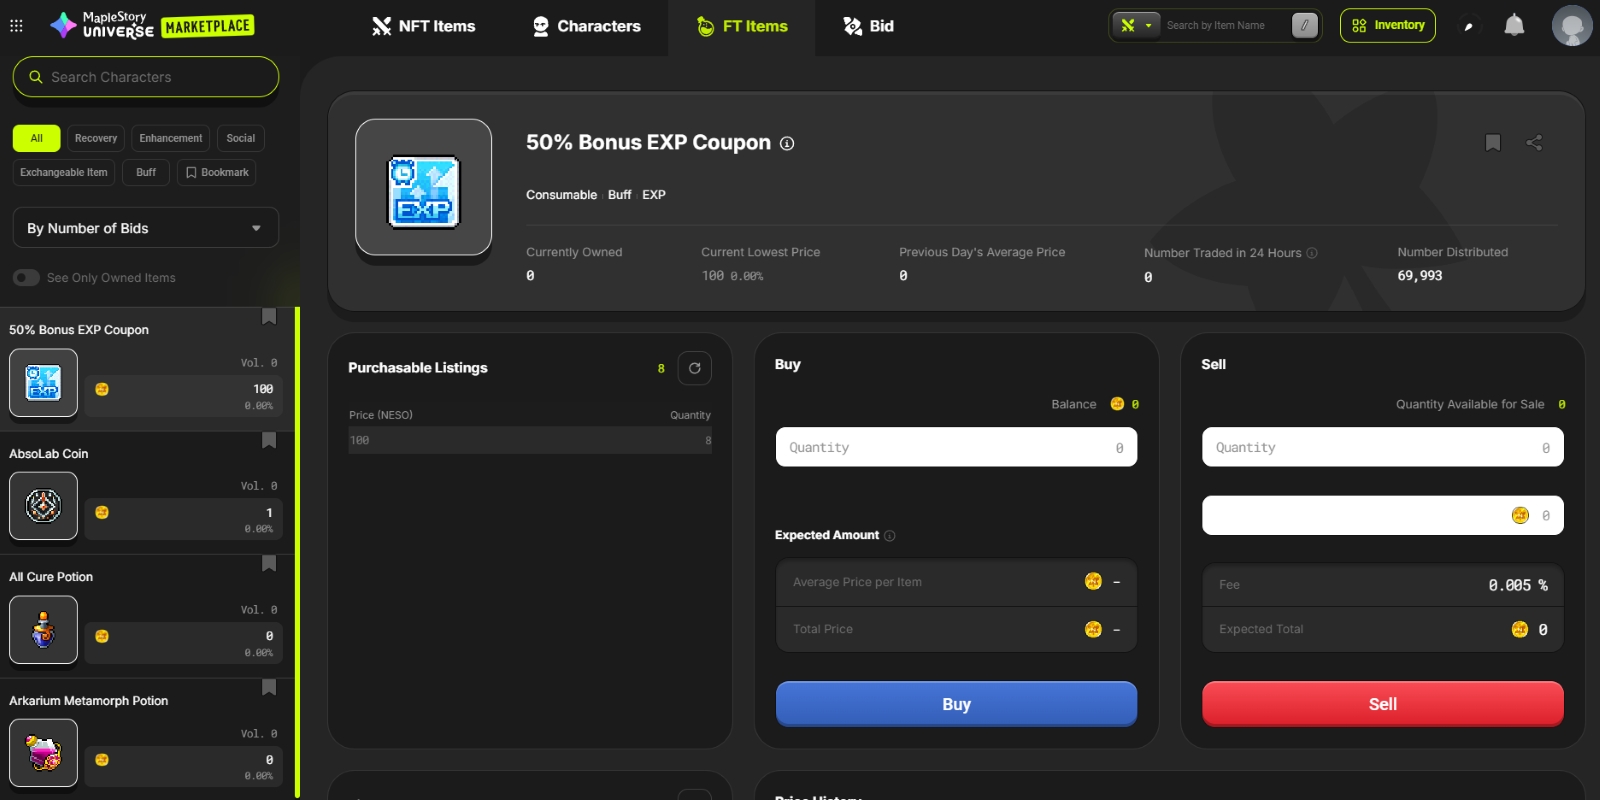 MapleStory
UNIVERSE
MARKETPLACE
NFT Items
Characters
FT Items
Bid
Search by Item Name
/
Inventory
Search Characters
All
Recovery
Enhancement
Social
Exchangeable Item
Buff
Bookmark
By Number of Bids
See Only Owned Items
50% Bonus EXP Coupon
Vol. 0
EXP
100
0.00%
AbsoLab Coin
Vol. 0
1
0.00%
All Cure Potion
Vol. 0
0
0.00%
Arkarium Metamorph Potion
Vol. 0
0
0.00%
EXP
50% Bonus EXP Coupon
Consumable
Buff
EXP
Currently Owned
0
Current Lowest Price
100 0.00%
Previous Day's Average Price
0
Number Traded in 24 Hours
0
Number Distributed
69,993
Purchasable Listings
8
Price (NESO)
Quantity
100
8
Buy
Balance
0
Quantity
0
Expected Amount
Average Price per Item
–
Total Price
–
Buy
Sell
Quantity Available for Sale
0
Quantity
0
0
Fee
0.005 %
Expected Total
0
Sell
Price History